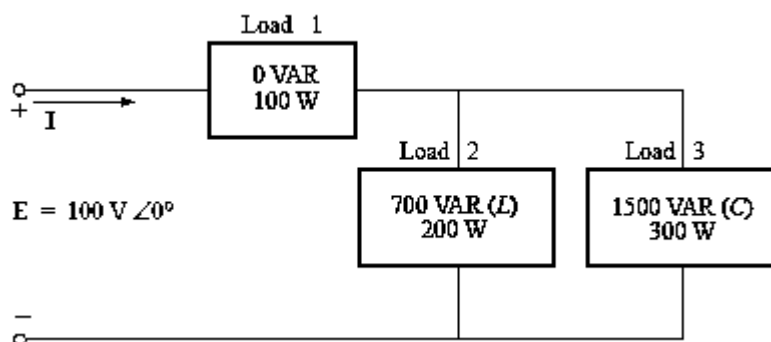 Load 1
0 VAR
100 W
+
I
Load 2
Load 3
E = 100 V ∠0°
700 VAR (L)
200 W
1500 VAR (C)
300 W
−